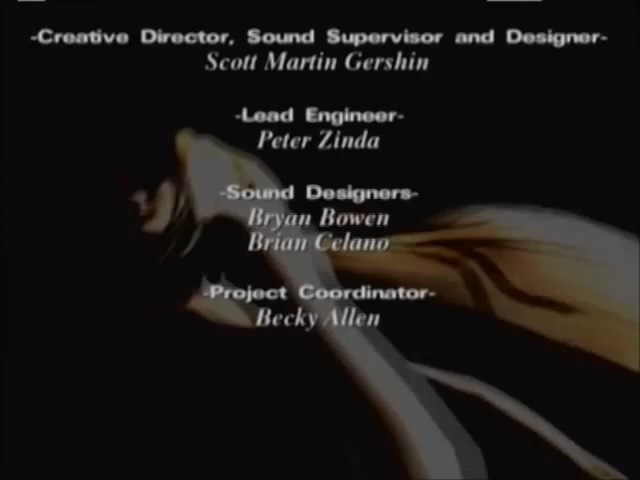 -Creative Director, Sound Supervisor and Designer-
Scott Martin Gershin
-Lead Engineer-
Peter Zinda
-Sound Designers-
Bryan Bowen
Brian Celano
-Project Coordinator-
Becky Allen